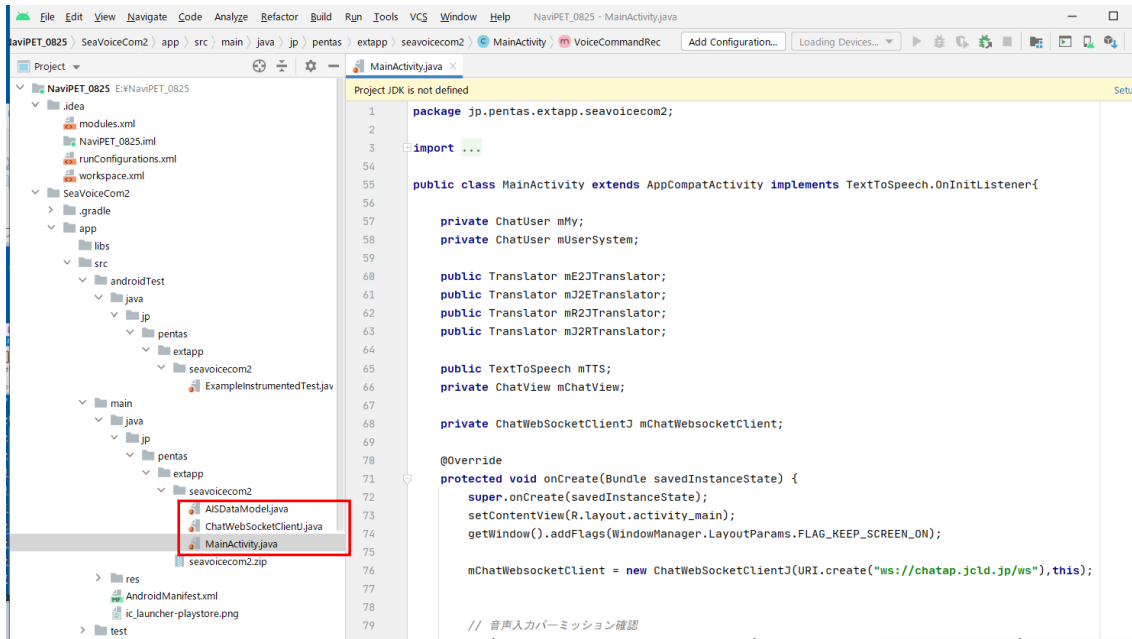 File Edit View Navigate Code Analyze Refactor Build Run Tools VCS Window Help NaviPET_0825 - MainActivity.java
NaviPET_0825 SeaVoiceCom2 app src main java jp pentas extapp seavoicecom2 MainActivity VoiceCommandRec Add Configuration... Loading Devices...
Project
MainActivity.java
NaviPET_0825 E:¥NaviPET_0825
.idea
modules.xml
NaviPET_0825.iml
runConfigurations.xml
workspace.xml
SeaVoiceCom2
.gradle
app
libs
src
androidTest
java
jp
pentas
extapp
seavoicecom2
ExampleInstrumentedTest.jav
main
java
jp
pentas
extapp
seavoicecom2
AISDataModel.java
ChatWebSocketClientJ.java
MainActivity.java
seavoicecom2.zip
res
AndroidManifest.xml
ic_launcher-playstore.png
test
Project JDK is not defined Setu
1 package jp.pentas.extapp.seavoicecom2;
2
3 import ...
54
55 public class MainActivity extends AppCompatActivity implements TextToSpeech.OnInitListener{
56
57 private ChatUser mMy;
58 private ChatUser mUserSystem;
59
60 public Translator mE2JTranslator;
61 public Translator mJ2ETranslator;
62 public Translator mR2JTranslator;
63 public Translator mJ2RTranslator;
64
65 public TextToSpeech mTTS;
66 private ChatView mChatView;
67
68 private ChatWebSocketClientJ mChatWebsocketClient;
69
70 @Override
71 protected void onCreate(Bundle savedInstanceState) {
72 super.onCreate(savedInstanceState);
73 setContentView(R.layout.activity_main);
74 getWindow().addFlags(WindowManager.LayoutParams.FLAG_KEEP_SCREEN_ON);
75
76 mChatWebsocketClient = new ChatWebSocketClientJ(URI.create("ws://chatap.jcld.jp/ws"),this);
77
78
79 // 音声入力パーミッション確認